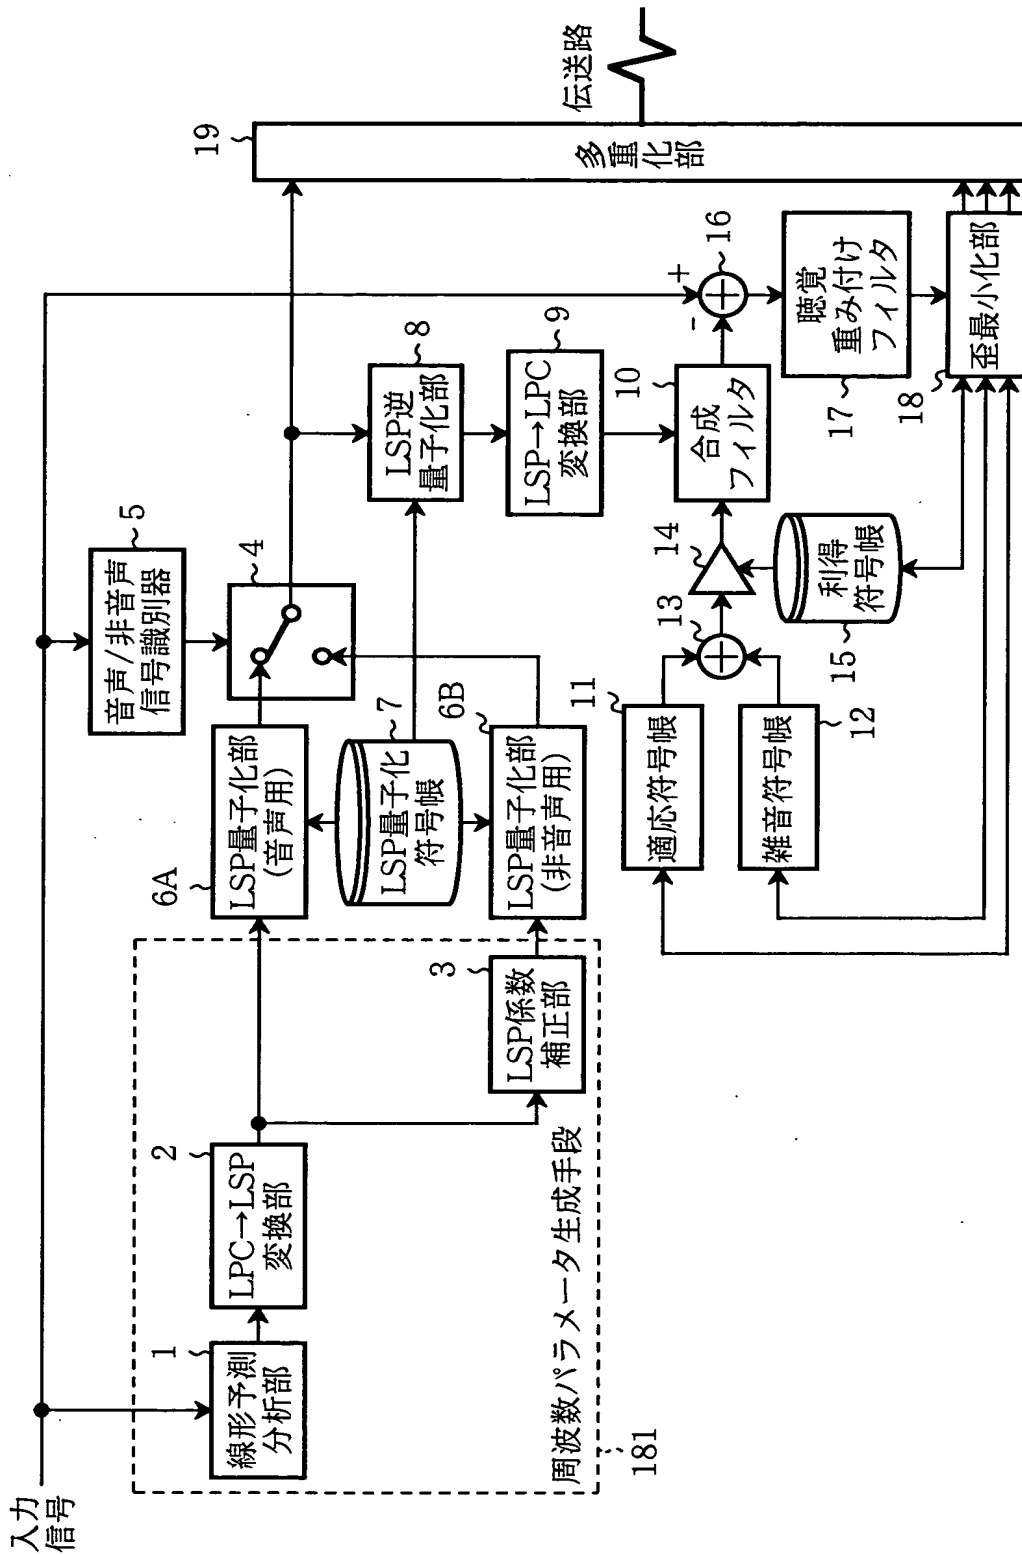 入力
信号
1
線形予測
分析部
2
LPC→LSP
変換部
3
LSP係数
補正部
周波数パラメータ生成手段
181
5
音声/非音声
信号識別器
4
6A
LSP量子化部
(音声用)
7
LSP量子化
符号帳
6B
LSP量子化部
(非音声用)
8
LSP逆
量子化部
9
LSP→LPC
変換部
10
合成
フィルタ
11
適応符号帳
12
雑音符号帳
13
14
15
利得
符号帳
16
+
-
17
聴覚
重み付け
フィルタ
18
歪最小化部
19
多重化部
伝送路